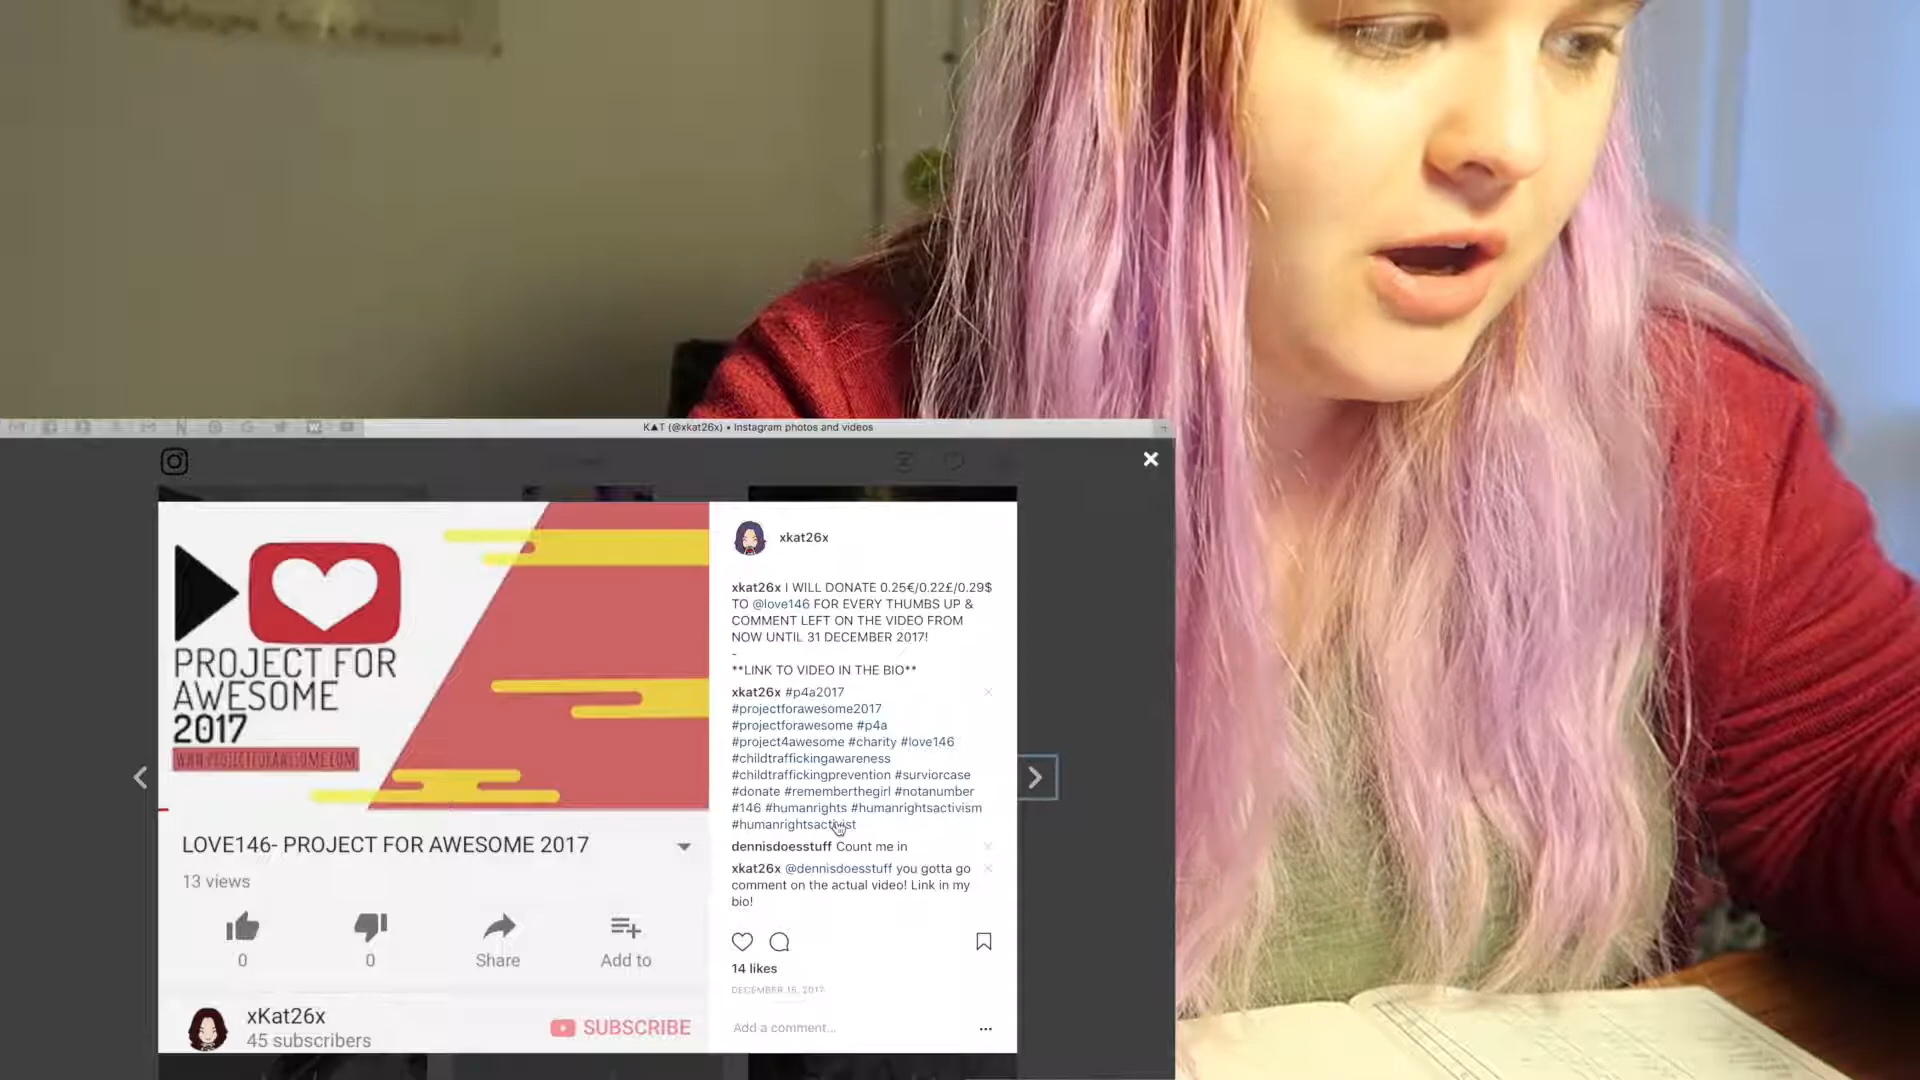 K▲T (@xkat26x) • Instagram photos and videos
PROJECT FOR
AWESOME
2017
WWW.PROJECTFORAWESOME.COM
LOVE146- PROJECT FOR AWESOME 2017
13 views
0
0
Share
Add to
xKat26x
45 subscribers
SUBSCRIBE
xkat26x
xkat26x I WILL DONATE 0.25€/0.22£/0.29$
TO @love146 FOR EVERY THUMBS UP &
COMMENT LEFT ON THE VIDEO FROM
NOW UNTIL 31 DECEMBER 2017!
-
**LINK TO VIDEO IN THE BIO**
xkat26x #p4a2017
#projectforawesome2017
#projectforawesome #p4a
#project4awesome #charity #love146
#childtraffickingawareness
#childtraffickingprevention #surviorcase
#donate #rememberthegirl #notanumber
#146 #humanrights #humanrightsactivism
#humanrightsactivist
dennisdoesstuff Count me in
xkat26x @dennisdoesstuff you gotta go
comment on the actual video! Link in my
bio!
14 likes
DECEMBER 15, 2017
Add a comment...